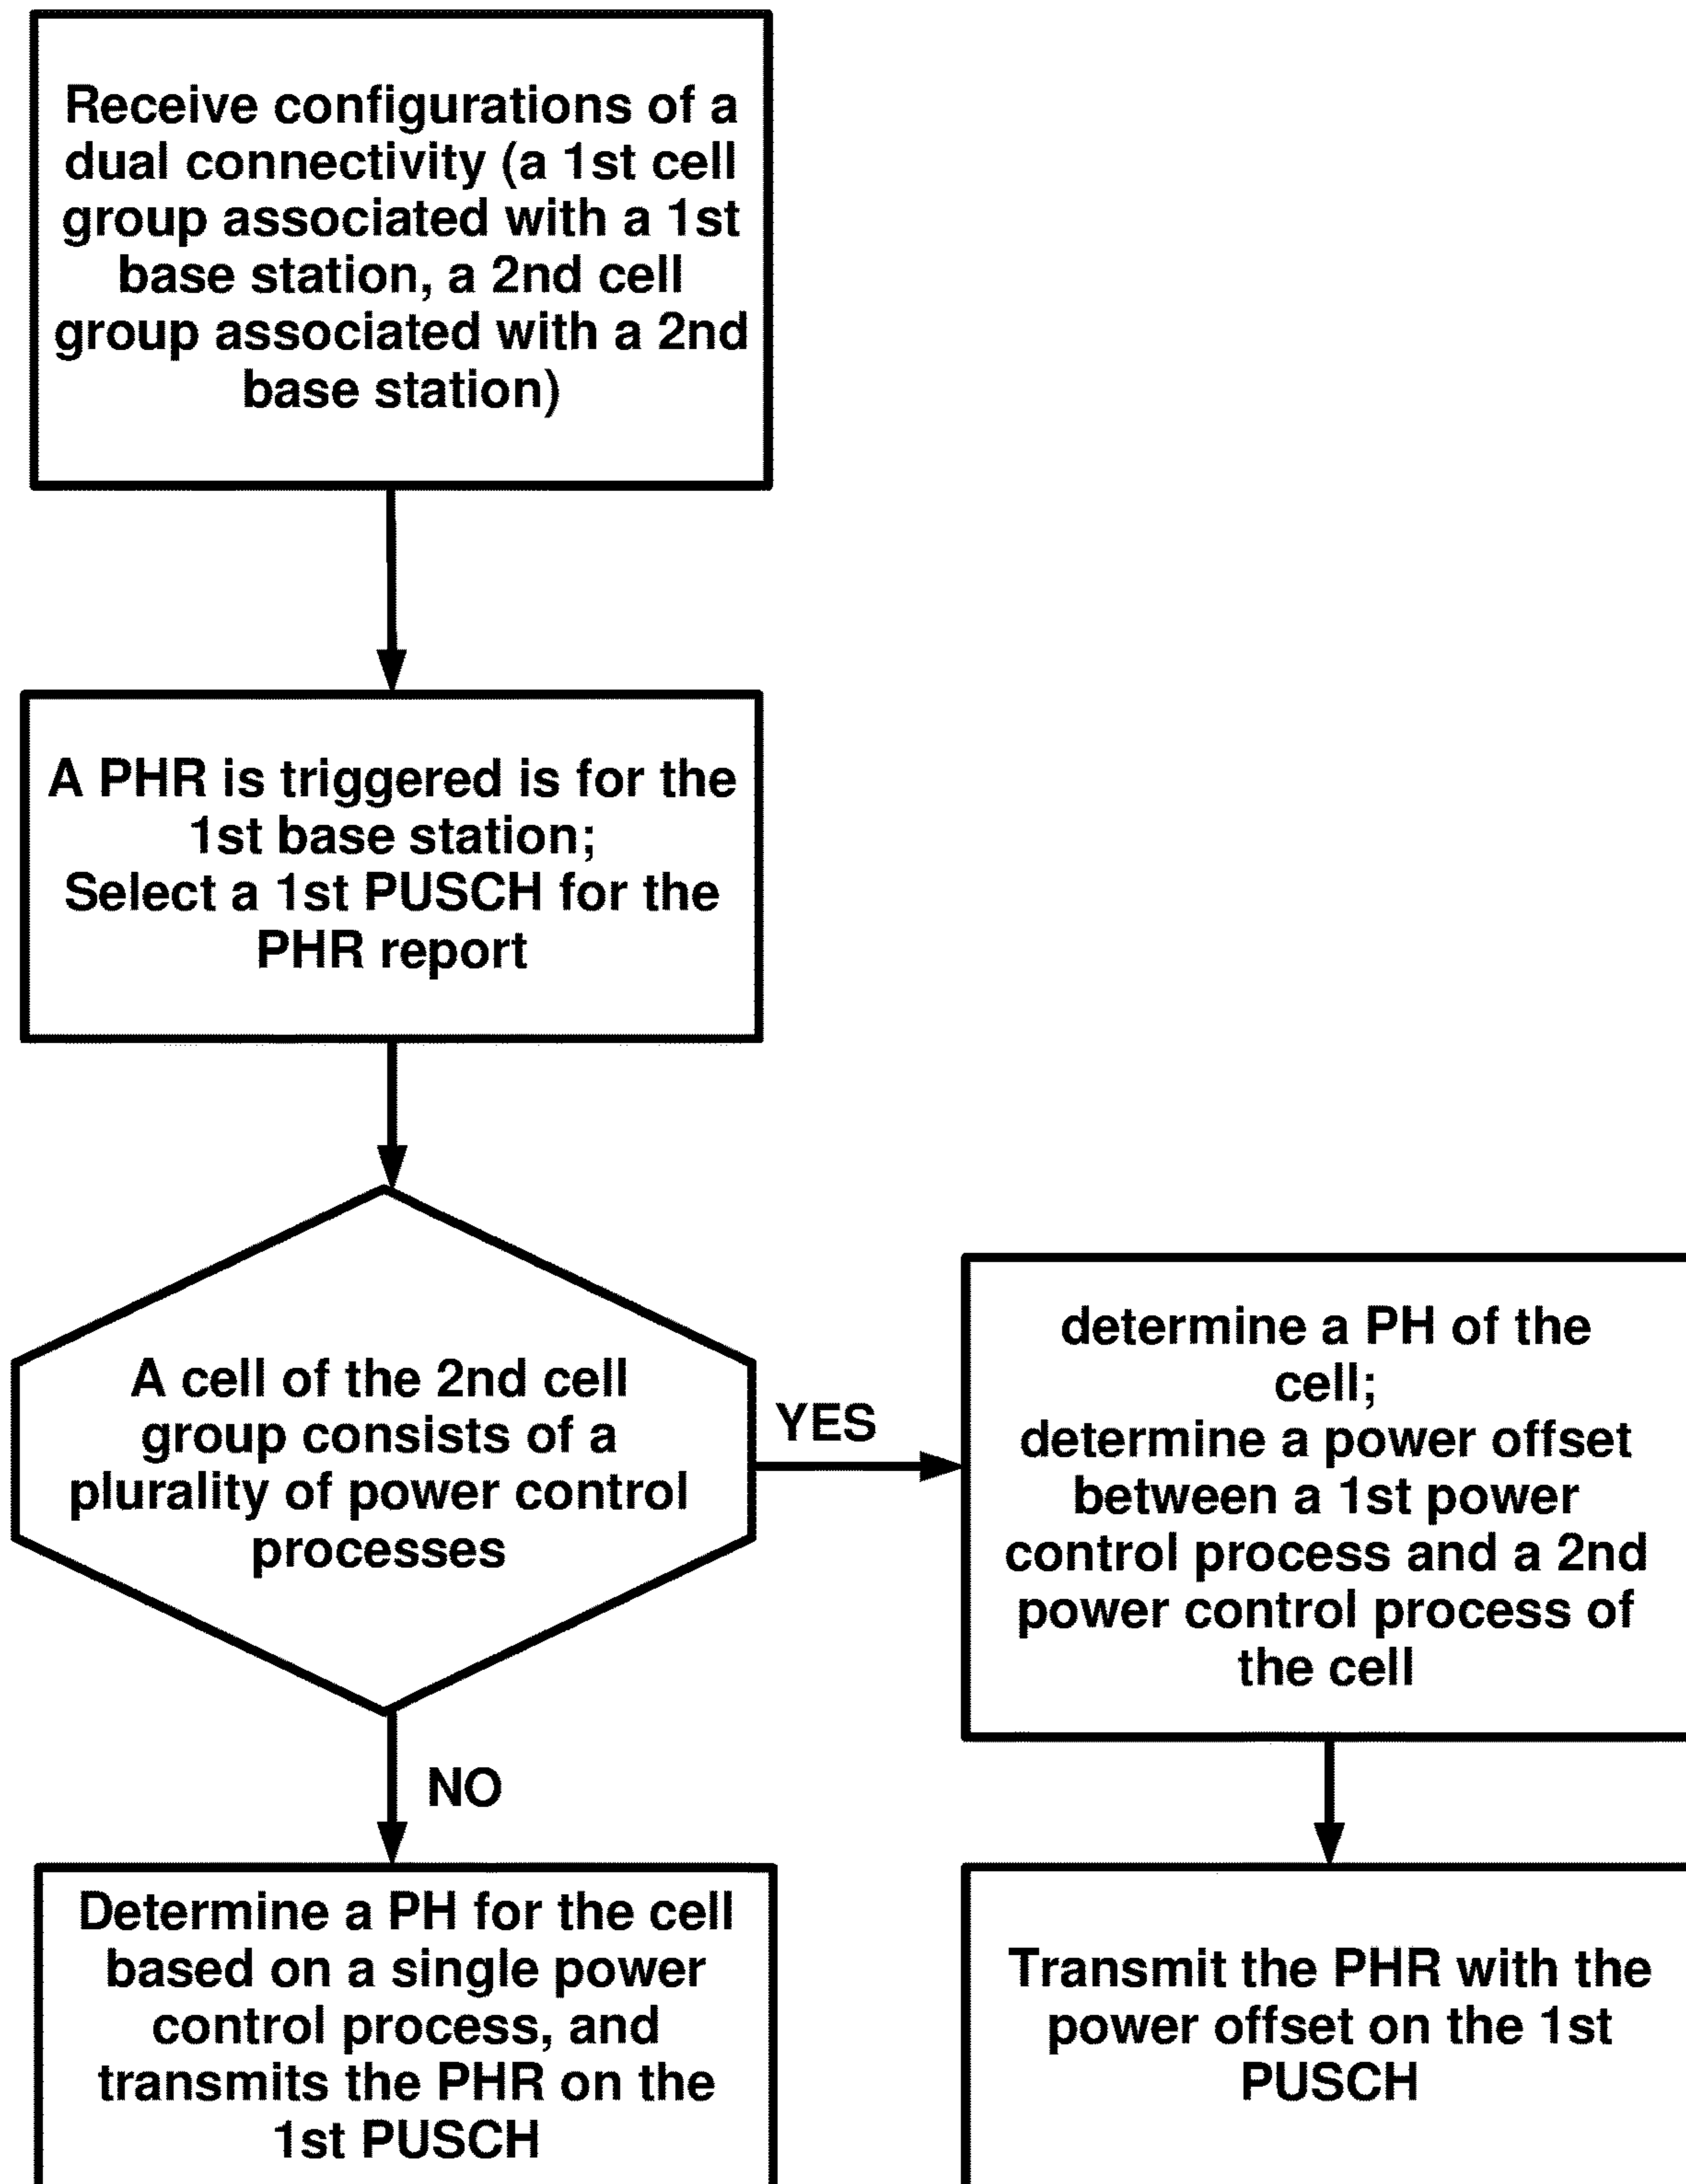 Receive configurations of a
dual connectivity (a 1st cell
group associated with a 1st
base station, a 2nd cell
group associated with a 2nd
base station)
A PHR is triggered is for the
1st base station;
Select a 1st PUSCH for the
PHR report
A cell of the 2nd cell
group consists of a
plurality of power control
processes
YES
determine a PH of the
cell;
determine a power offset
between a 1st power
control process and a 2nd
power control process of
the cell
NO
Determine a PH for the cell
based on a single power
control process, and
transmits the PHR on the
1st PUSCH
Transmit the PHR with the
power offset on the 1st
PUSCH